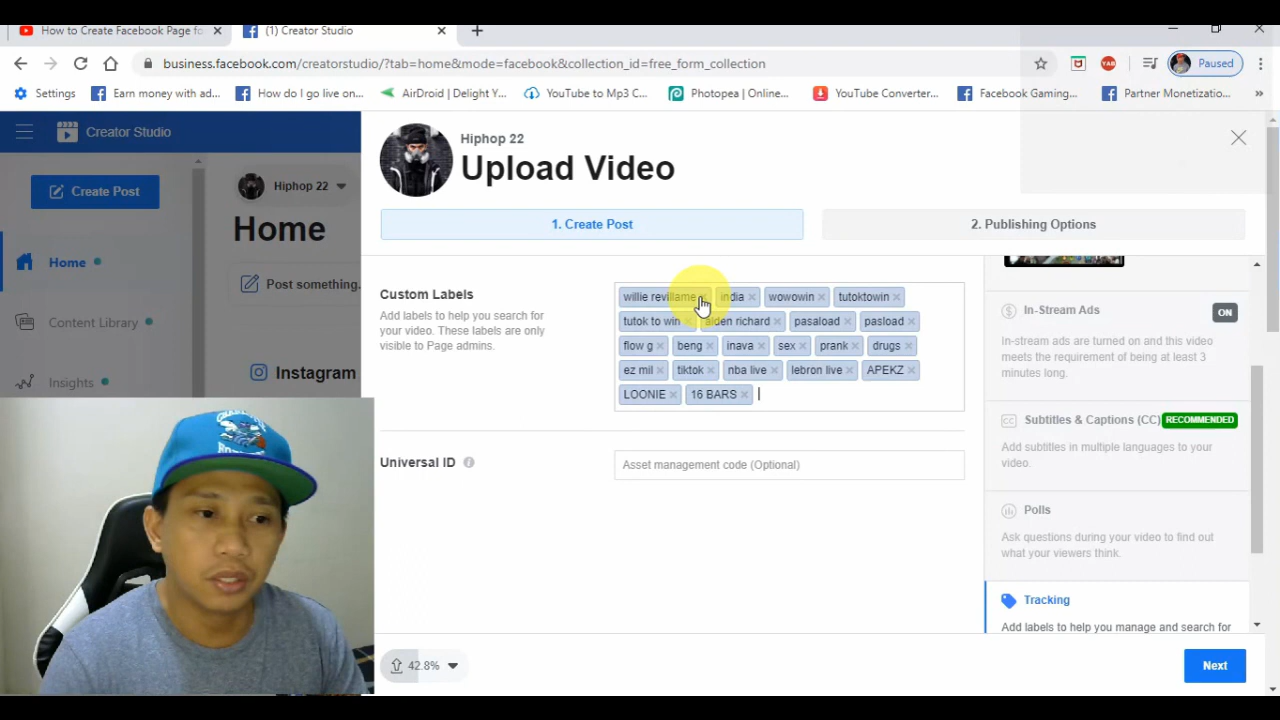 How to Create Facebook Page fo
(1) Creator Studio
business.facebook.com/creatorstudio/?tab=home&mode=facebook&collection_id=free_form_collection
Paused
Settings
Earn money with ad...
How do I go live on...
AirDroid | Delight Y...
YouTube to Mp3 C...
Photopea | Online...
YouTube Converter...
Facebook Gaming...
Partner Monetizatio...
Creator Studio
Create Post
Home
Content Library
Insights
Hiphop 22
Home
Post something.
Instagram
Hiphop 22
Upload Video
1. Create Post
2. Publishing Options
Custom Labels
Add labels to help you search for
your video. These labels are only
visible to Page admins.
willie revillame india × wowowin × tutoktowin ×
tutok to win × alden richard × pasaload × pasload ×
flow g × beng × inava × sex × prank × drugs ×
ez mil × tiktok × nba live × lebron live × APEKZ ×
LOONIE × 16 BARS ×
Universal ID
Asset management code (Optional)
In-Stream Ads
ON
In-stream ads are turned on and this video
meets the requirement of being at least 3
minutes long.
CC
Subtitles & Captions (CC)
RECOMMENDED
Add subtitles in multiple languages to your
video.
Polls
Ask questions during your video to find out
what your viewers think.
Tracking
Add labels to help you manage and search for
42.8%
Next